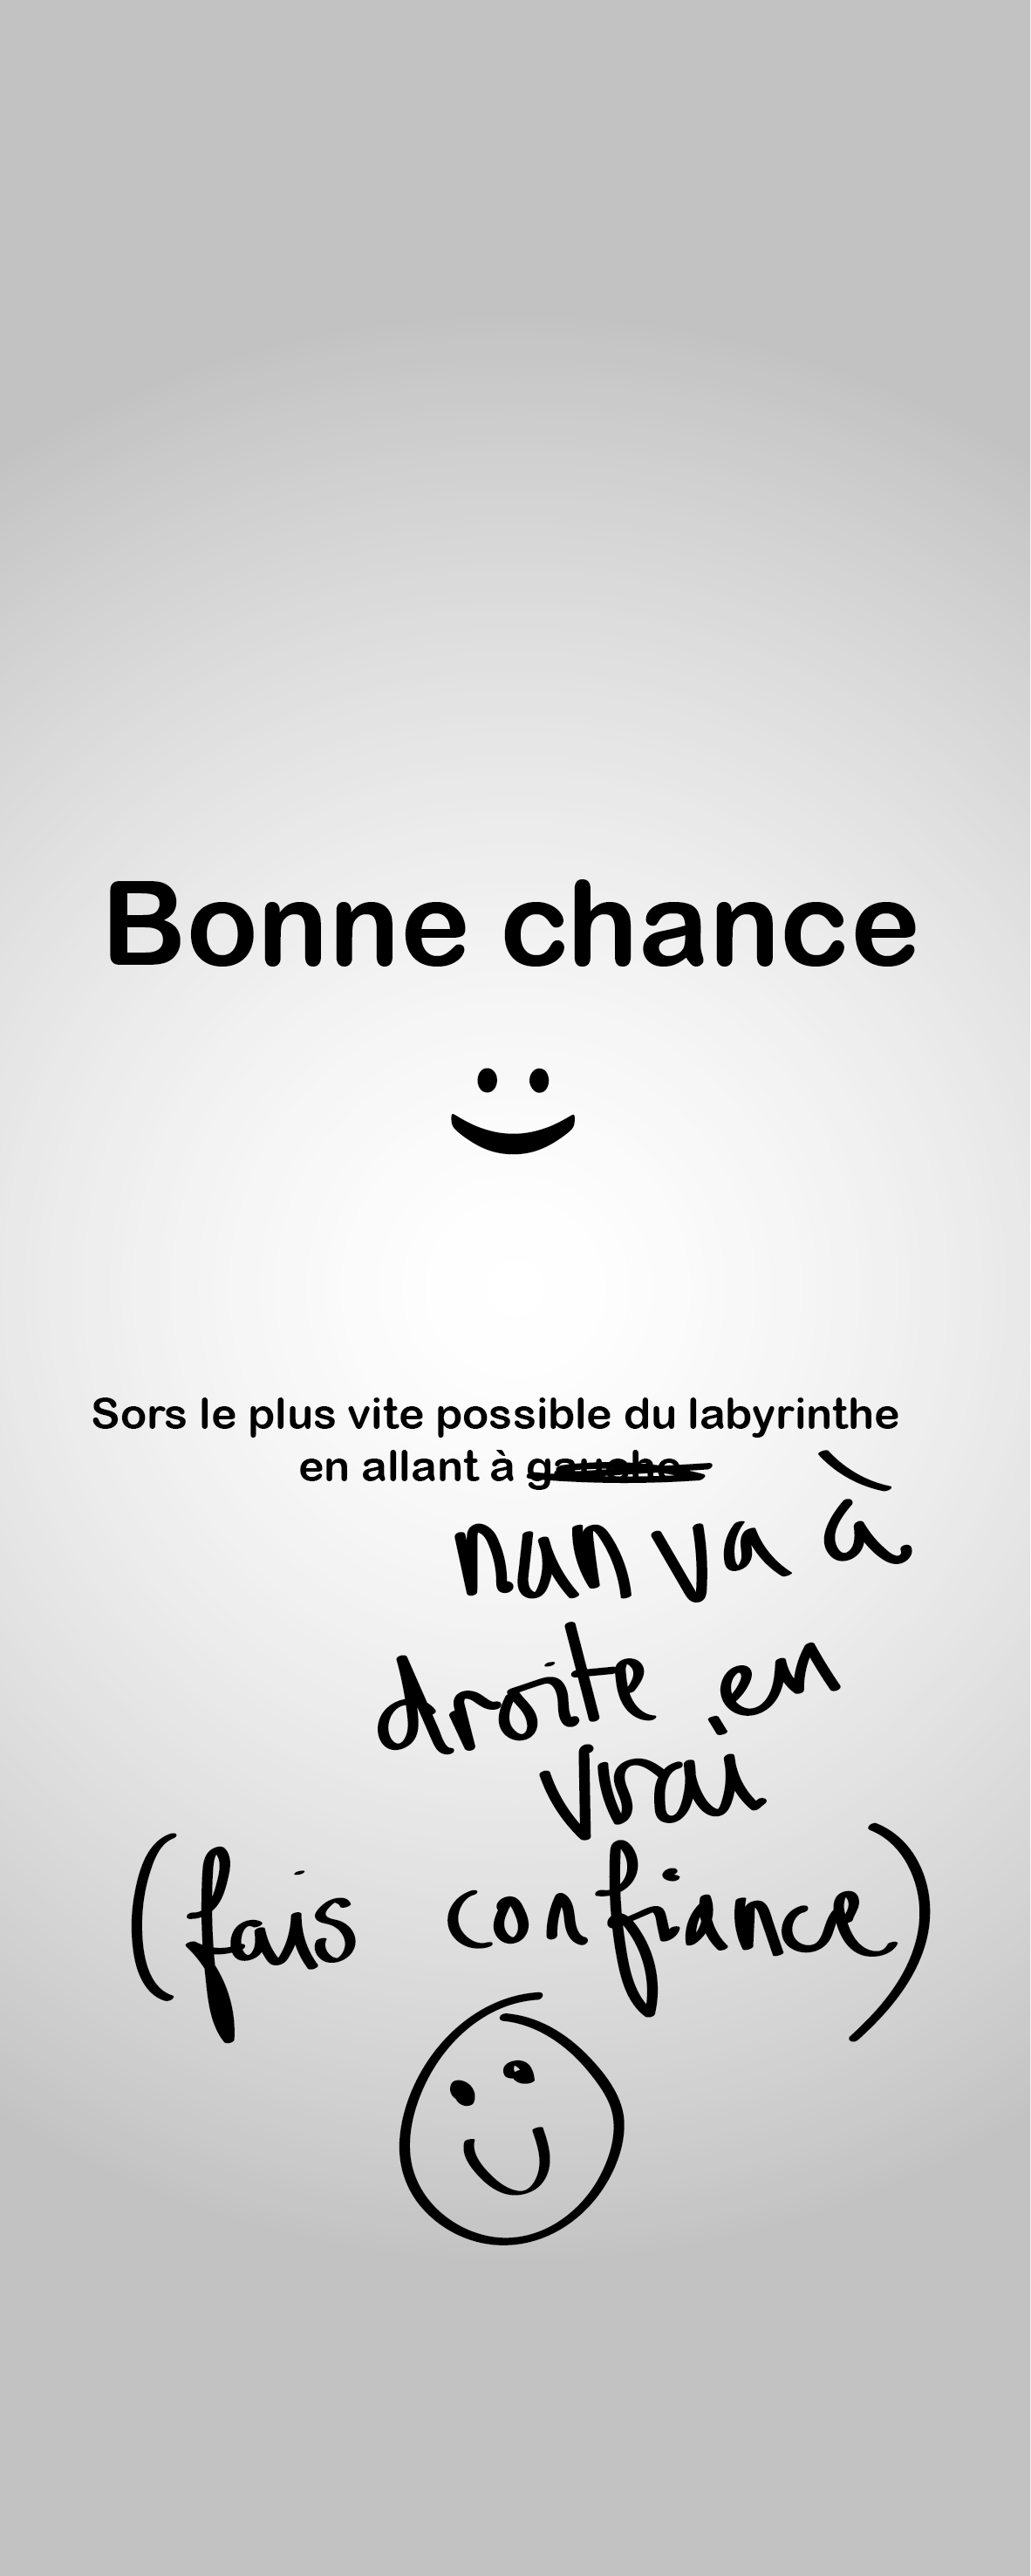 Bonne chance
Sors le plus vite possible du labyrinthe
en allant à gauche
nan va à
droite en
vrai
(fais confiance)